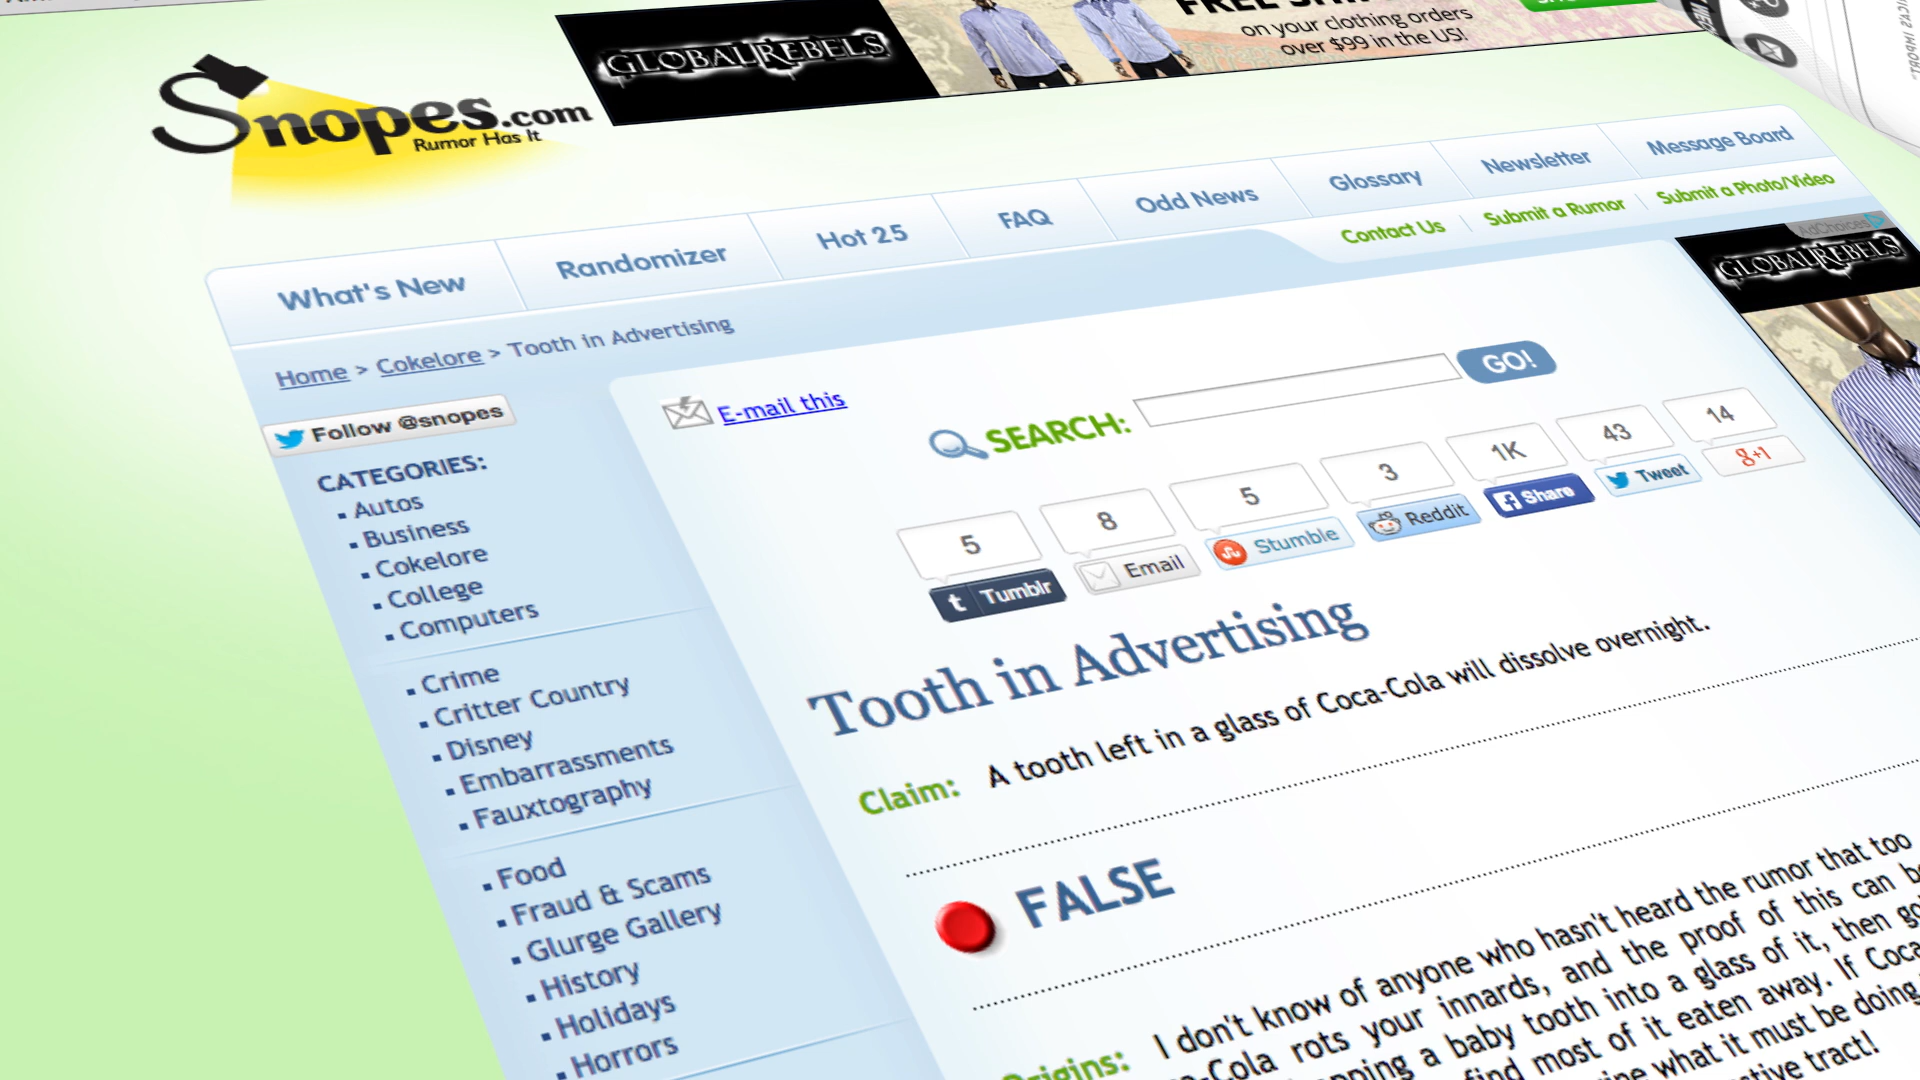 GLOBAL REBELS
on your clothing orders
over $99 in the US!
Snopes.com
Rumor Has It
What's New
Randomizer
Hot 25
FAQ
Odd News
Glossary
Newsletter
Message Board
Contact Us
Submit a Rumor
Submit a Photo/Video
Home > Cokelore > Tooth in Advertising
AdChoices
GLOBAL REBELS
Follow @snopes
E-mail this
SEARCH:
GO!
CATEGORIES:
Autos
Business
Cokelore
College
Computers
Crime
Critter Country
Disney
Embarrassments
Fauxtography
Food
Fraud & Scams
Glurge Gallery
History
Holidays
Horrors
5
Tumblr
8
Email
5
Stumble
3
Reddit
1K
Share
43
Tweet
14
g+1
Tooth in Advertising
Claim: A tooth left in a glass of Coca-Cola will dissolve overnight.
FALSE
Origins: I don't know of anyone who hasn't heard the rumor that too
-Cola rots your innards, and the proof of this can
a baby tooth into a glass of it, then
find most of it eaten away. If
what it must be doing
tract!